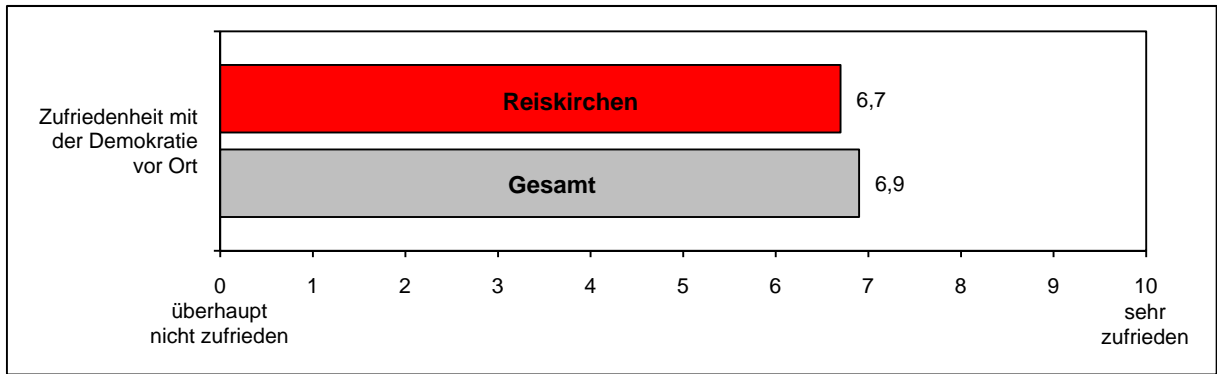 Zufriedenheit mit
der Demokratie
vor Ort
Reiskirchen
6,7
Gesamt
6,9
0 1 2 3 4 5 6 7 8 9 10
überhaupt
nicht zufrieden
sehr
zufrieden